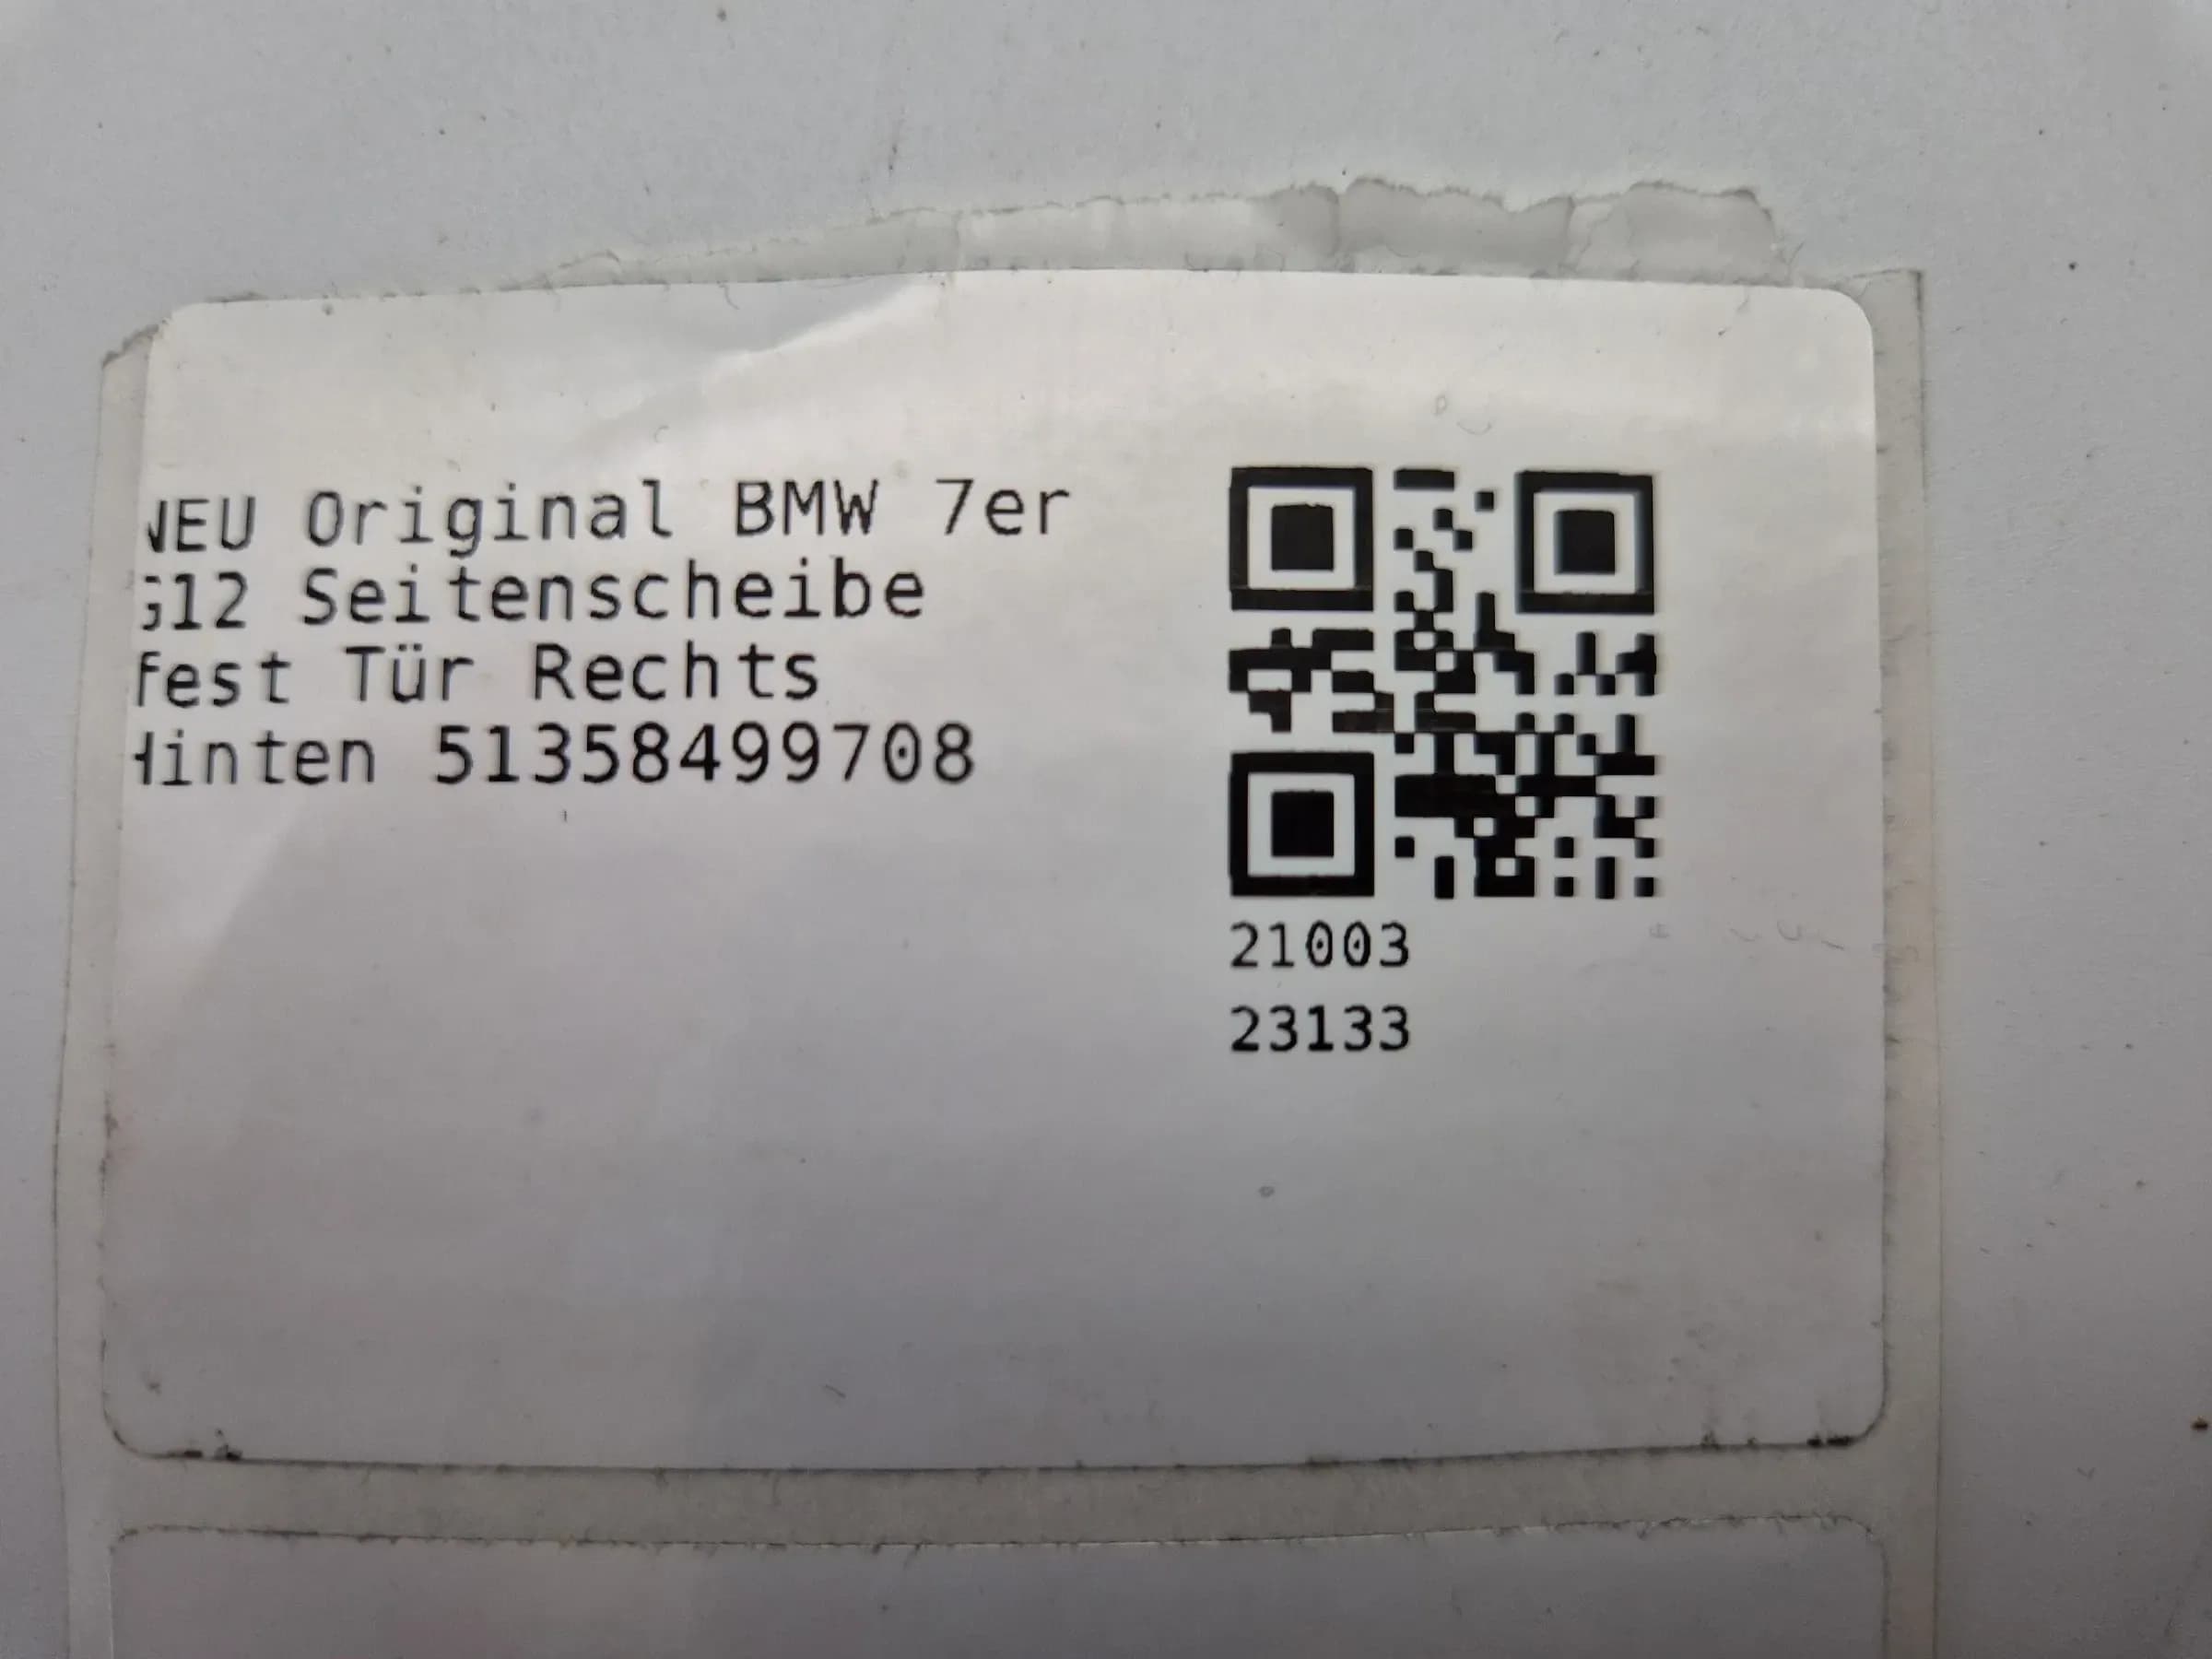 NEU Original BMW 7er
G12 Seitenscheibe
fest Tür Rechts
Hinten 51358499708
21003
23133